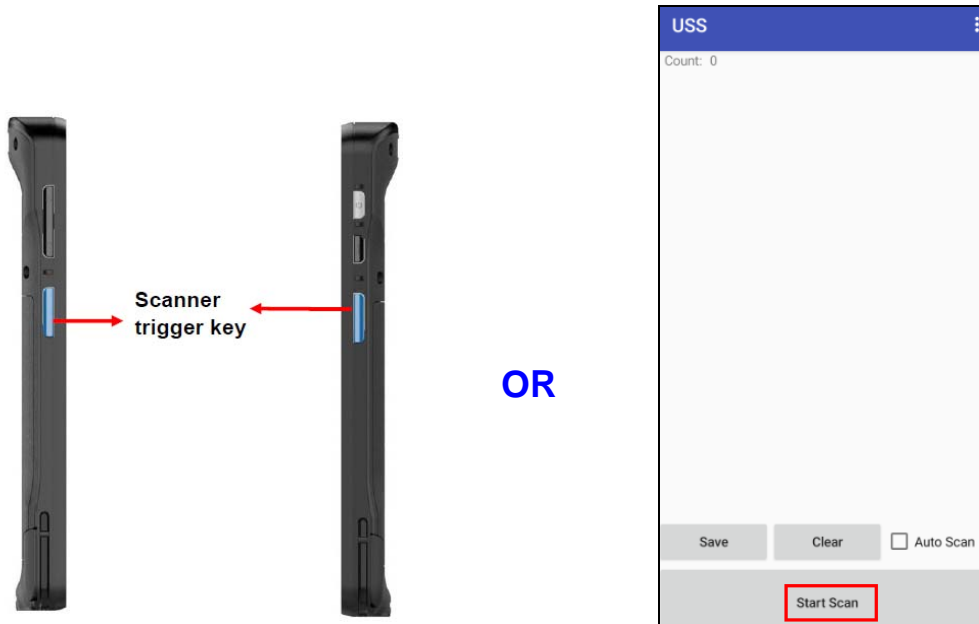 USS
Count: 0
Scanner
trigger key
OR
Save
Clear
Auto Scan
Start Scan